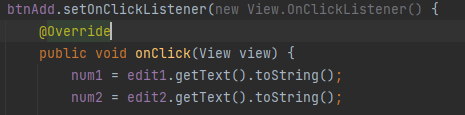 btnAdd.setOnClickListener(new View.OnClickListener() {
@Override
public void onClick(View view) {
num1 = edit1.getText().toString();
num2 = edit2.getText().toString();